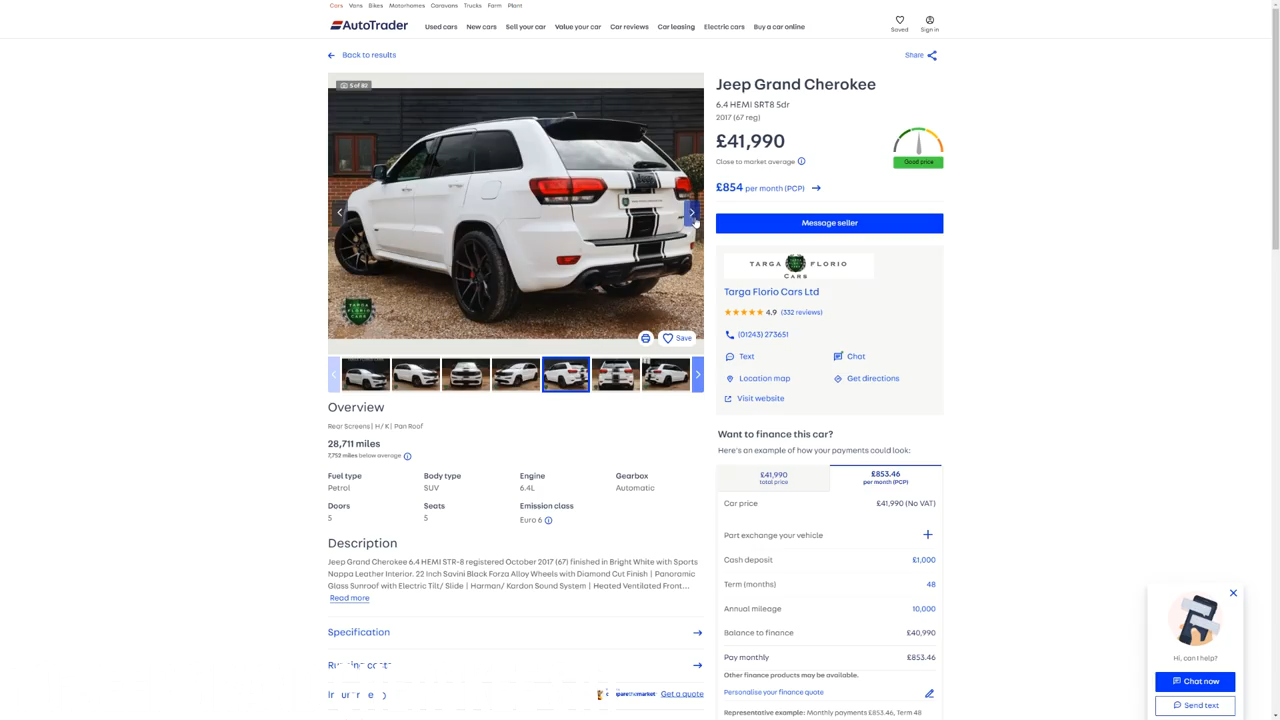 Cars Vans Bikes Motorhomes Caravans Trucks Farm Plant
AutoTrader
Used cars New cars Sell your car Value your car Car reviews Car leasing Electric cars Buy a car online
Saved Sign in
Back to results
Share
5 of 82
TARGA FLORIO CARS
Save
Jeep Grand Cherokee
6.4 HEMI SRT8 5dr
2017 (67 reg)
£41,990
Close to market average
Good price
£854 per month (PCP)
Message seller
TARGA FLORIO
CARS
Targa Florio Cars Ltd
4.9 (332 reviews)
(01243) 273651
Text Chat
Location map Get directions
Visit website
Overview
Rear Screens| H/ K| Pan Roof
28,711 miles
7,752 miles below average
Fuel type Body type Engine Gearbox
Petrol SUV 6.4L Automatic
Doors Seats Emission class
5 5 Euro 6
Description
Jeep Grand Cherokee 6.4 HEMI STR-8 registered October 2017 (67) finished in Bright White with Sports
Nappa Leather Interior. 22 Inch Savini Black Forza Alloy Wheels with Diamond Cut Finish | Panoramic
Glass Sunroof with Electric Tilt/ Slide | Harman/ Kardon Sound System | Heated Ventilated Front...
Read more
Specification
Get a quote
Want to finance this car?
Here's an example of how your payments could look:
£41,990
total price
£853.46
per month (PCP)
Car price £41,990 (No VAT)
Part exchange your vehicle
Cash deposit £1,000
Term (months) 48
Annual mileage 10,000
Balance to finance £40,990
Pay monthly £853.46
Other finance products may be available.
Personalise your finance quote
Representative example: Monthly payments £853.46, Term 48
Hi, can I help?
Chat now
Send text